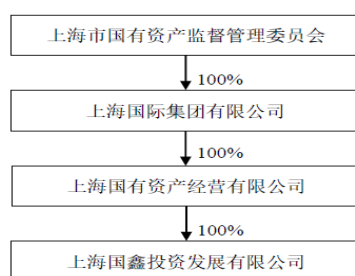 上海市国有资产监督管理委员会
100%
上海国际集团有限公司
100%
上海国有资产经营有限公司
100%
上海国鑫投资发展有限公司